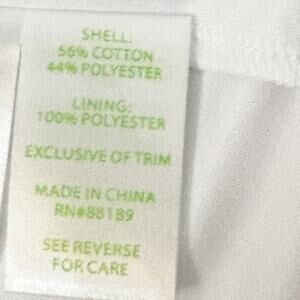 SHELL:
56% COTTON
44% POLYESTER
LINING:
100% POLYESTER
EXCLUSIVE OF TRIM
MADE IN CHINA
RN#88189
SEE REVERSE
FOR CARE